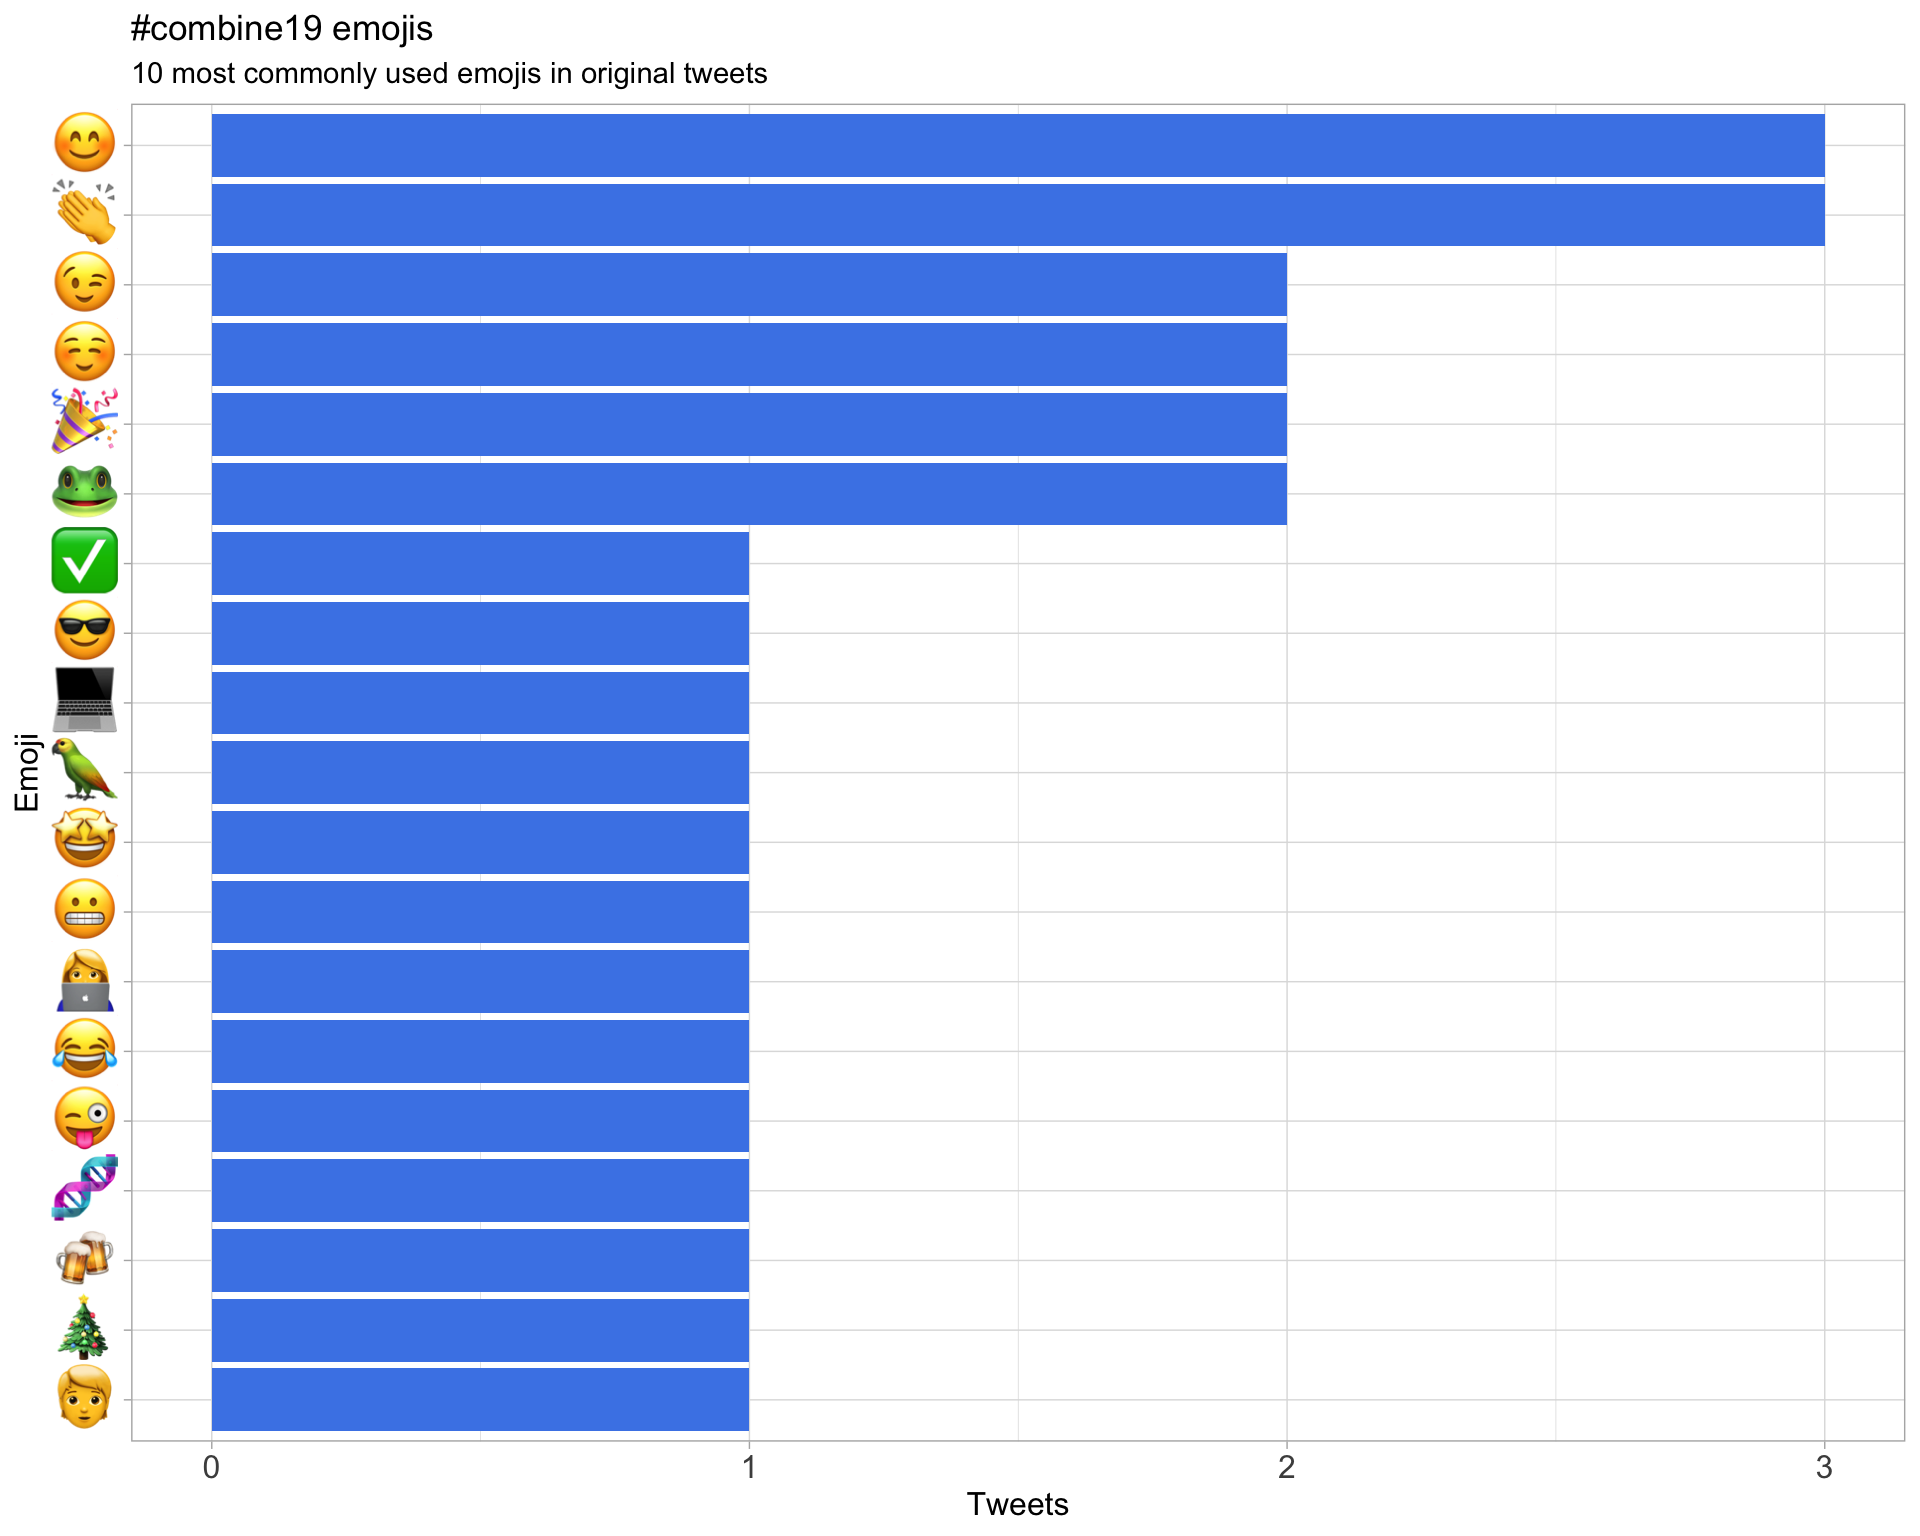 #combine19 emojis
10 most commonly used emojis in original tweets
Emoji
0 1 2 3
Tweets